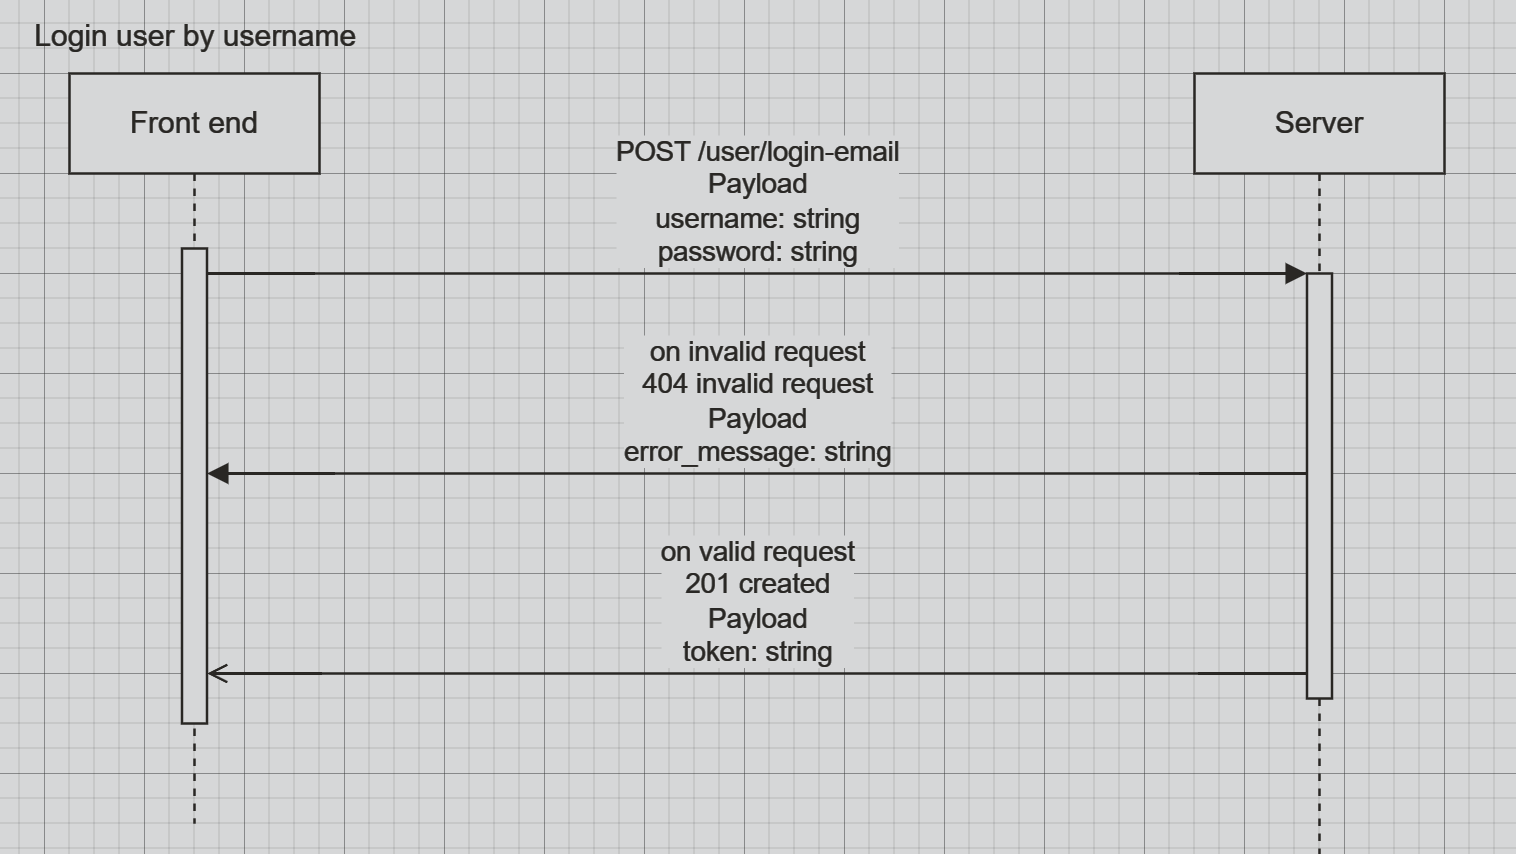 Login user by username
Front end
Server
POST /user/login-email
Payload
username: string
password: string
on invalid request
404 invalid request
Payload
error_message: string
on valid request
201 created
Payload
token: string